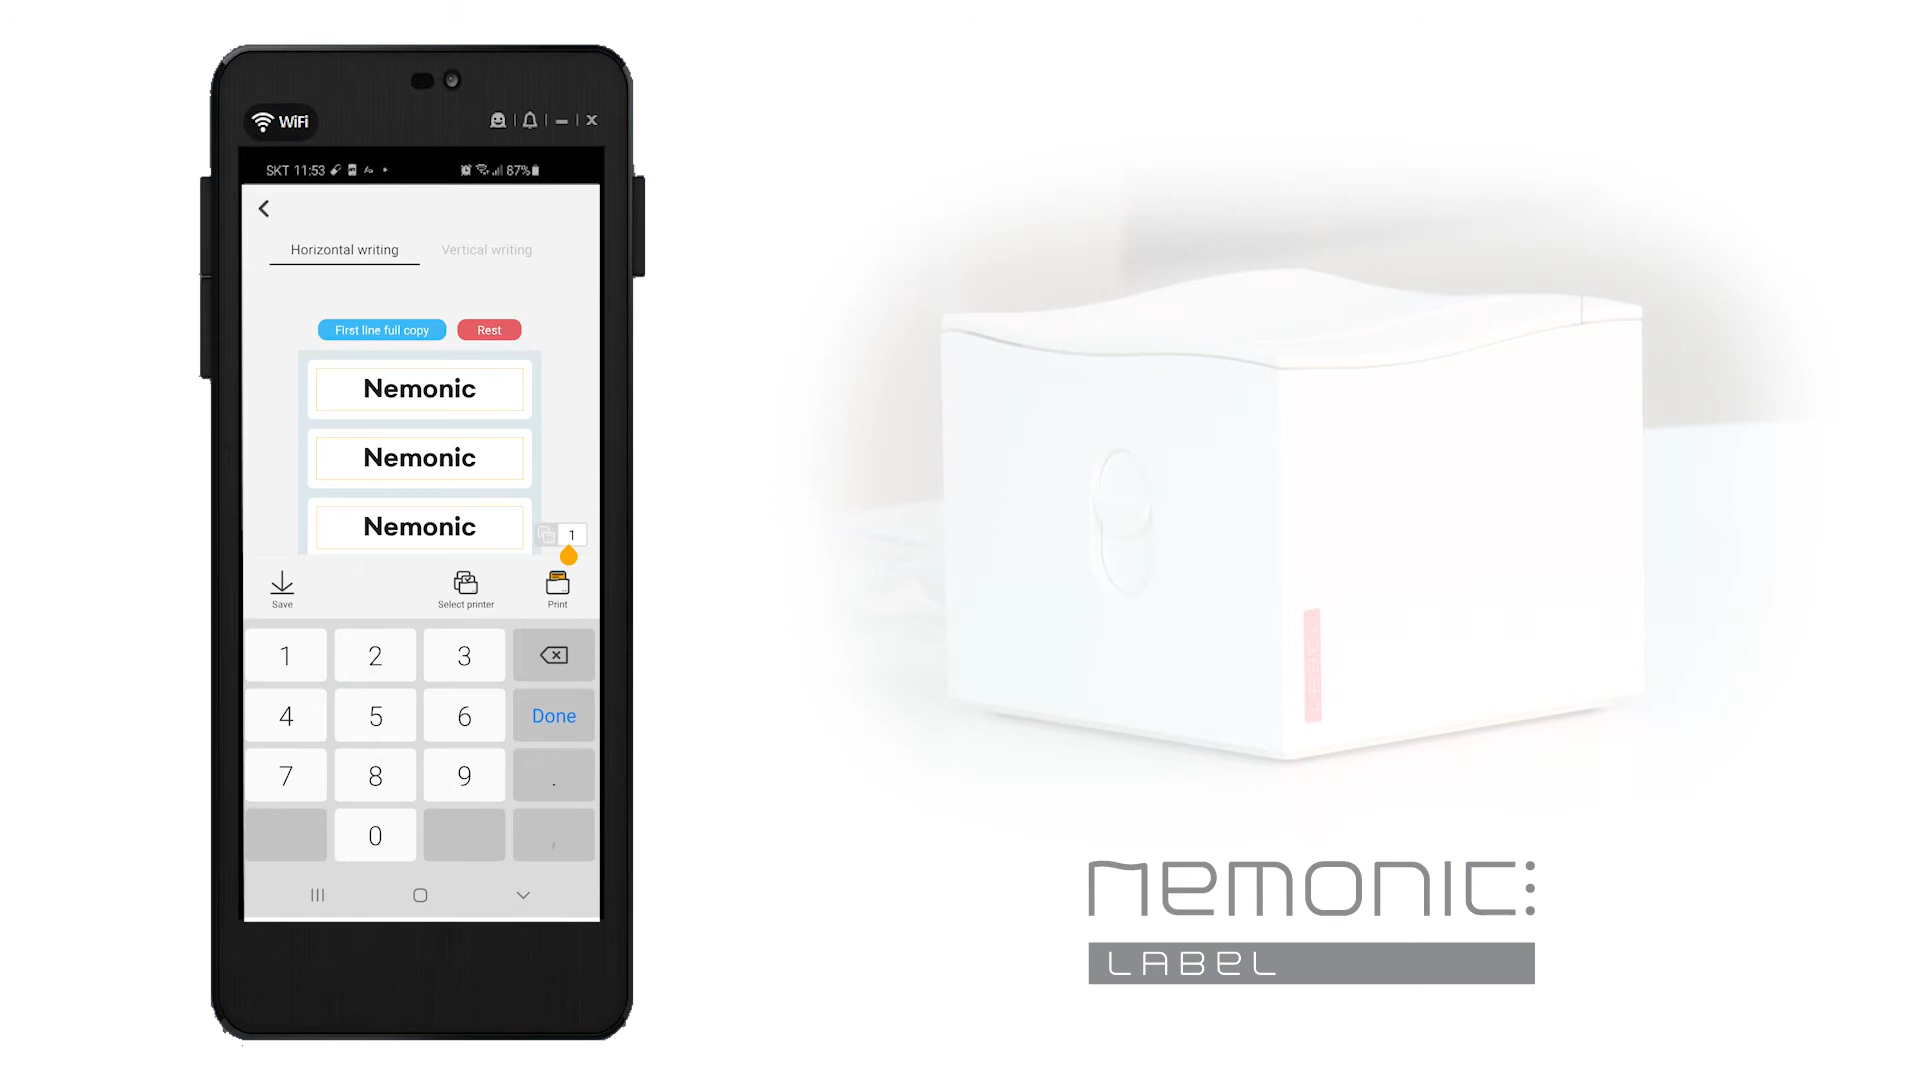 WiFi
SKT 11:53
87%
Horizontal writing
Vertical writing
First line full copy
Rest
Nemonic
Nemonic
Nemonic
1
Save
Select printer
Print
1 2 3
4 5 6 Done
7 8 9 .
0 ,
LABEL
nemonic:
LABEL